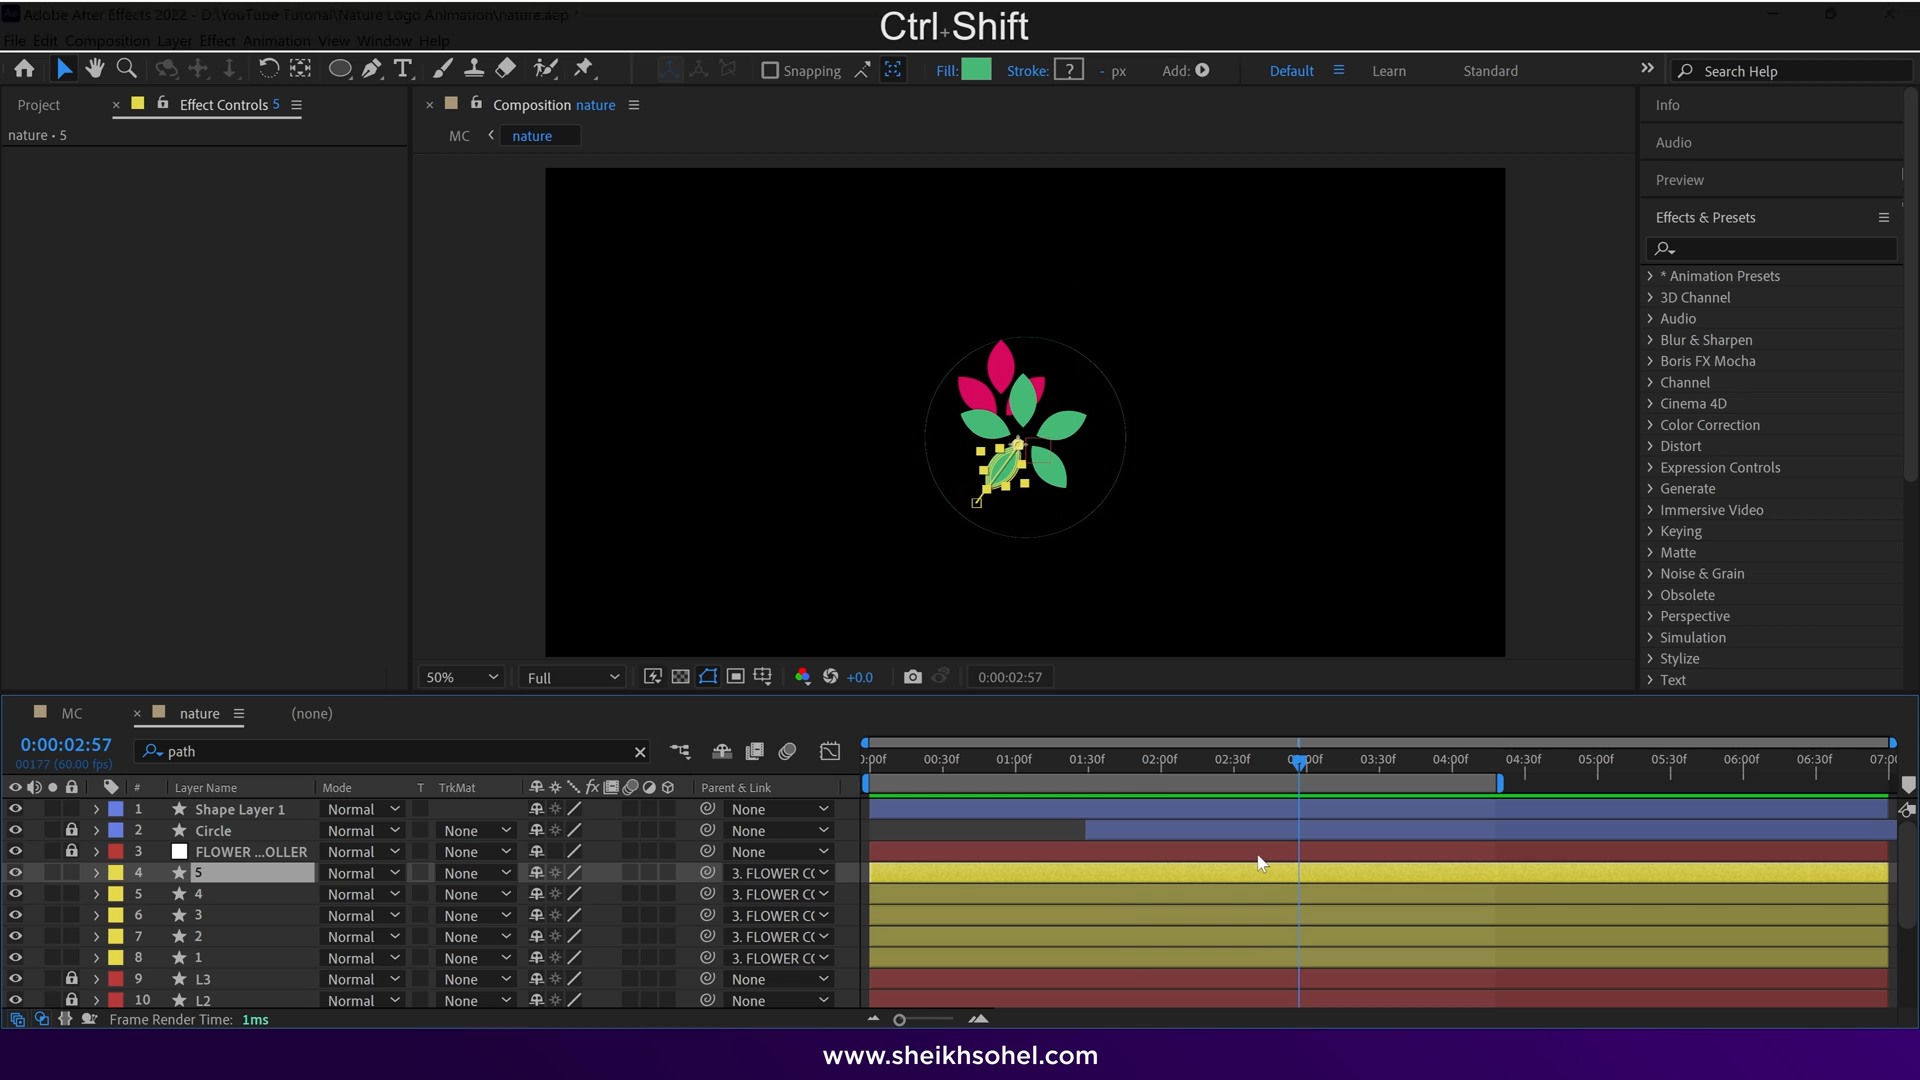 Adobe After Effects 2022 - D:\YouTube Tutorial\Nature Logo Animation\nature.aep *
Ctrl+Shift
File Edit Composition Layer Effect Animation View Window Help
Snapping
Fill:
Stroke: ?
- px
Add:
Default
Learn
Standard
Search Help
Project
Effect Controls 5
Composition nature
Info
nature • 5
MC
nature
Audio
Preview
Effects & Presets
* Animation Presets
3D Channel
Audio
Blur & Sharpen
Boris FX Mocha
Channel
Cinema 4D
Color Correction
Distort
Expression Controls
Generate
Immersive Video
Keying
Matte
Noise & Grain
Obsolete
Perspective
Simulation
Stylize
Text
50%
Full
+0.0
0:00:02:57
MC
nature
(none)
0:00:02:57
00177 (60.00 fps)
path
00:30f 01:00f 01:30f 02:00f 02:30f 03:30f 04:00f 04:30f 05:00f 05:30f 06:00f 06:30f
# Layer Name Mode T TrkMat Parent & Link
1 Shape Layer 1 Normal None
2 Circle Normal None None
3 FLOWER ...OLLER Normal None None
4 5 Normal None 3. FLOWER CO
5 4 Normal None 3. FLOWER CO
6 3 Normal None 3. FLOWER CO
7 2 Normal None 3. FLOWER CO
8 1 Normal None 3. FLOWER CO
9 L3 Normal None None
10 L2 Normal None None
Frame Render Time: 1ms
www.sheikhsohel.com